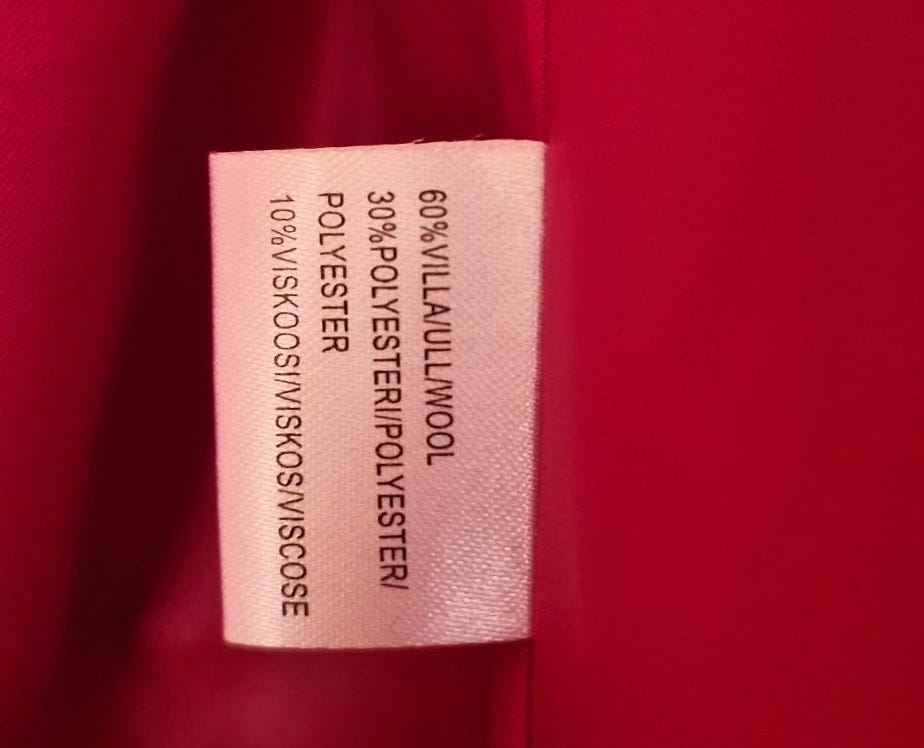 60%VILLA/ULL/WOOL
30%POLYESTERI/POLYESTER/
POLYESTER
10%VISKOOSI/VISKOS/VISCOSE